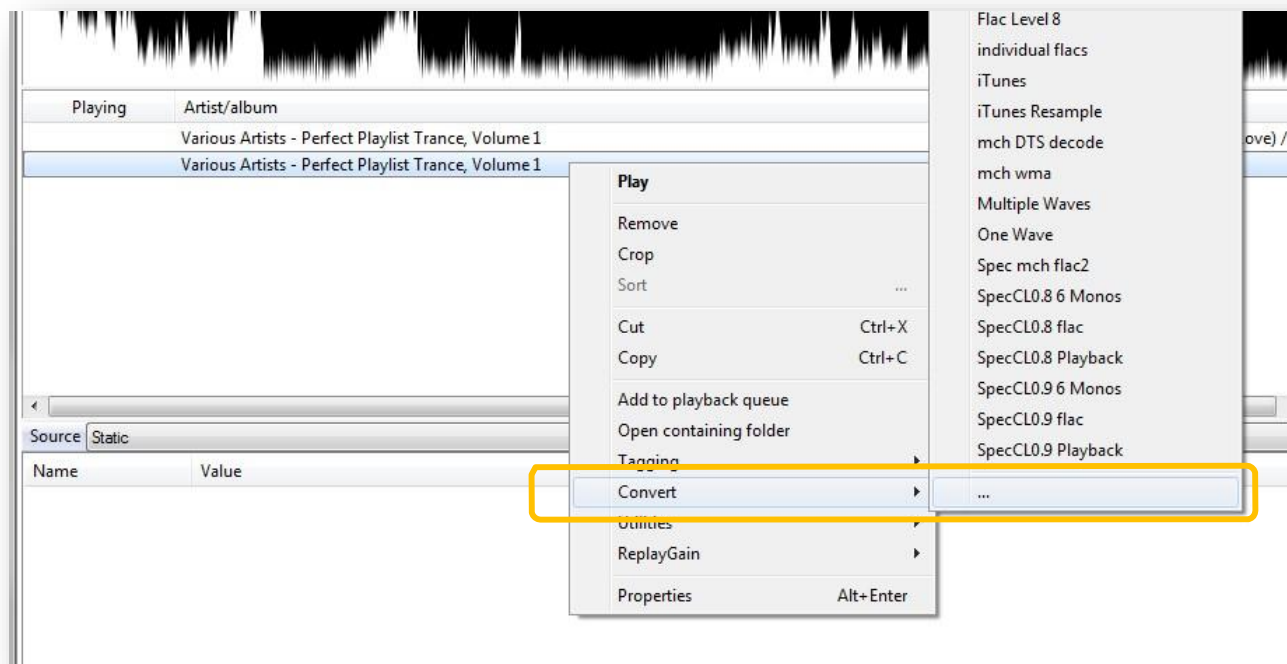 Flac Level 8
individual flacs
iTunes
Playing Artist/album
iTunes Resample
Various Artists - Perfect Playlist Trance, Volume 1
mch DTS decode
ove) /
Various Artists - Perfect Playlist Trance, Volume 1
mch wma
Play
Multiple Waves
Remove
One Wave
Crop
Spec mch flac2
Sort ...
SpecCL0.8 6 Monos
Cut Ctrl+X
SpecCL0.8 flac
Copy Ctrl+C
SpecCL0.8 Playback
SpecCL0.9 6 Monos
Add to playback queue
SpecCL0.9 flac
Open containing folder
Source Static
SpecCL0.9 Playback
Tagging
Name Value
Convert
...
Utilities
ReplayGain
Properties Alt+Enter